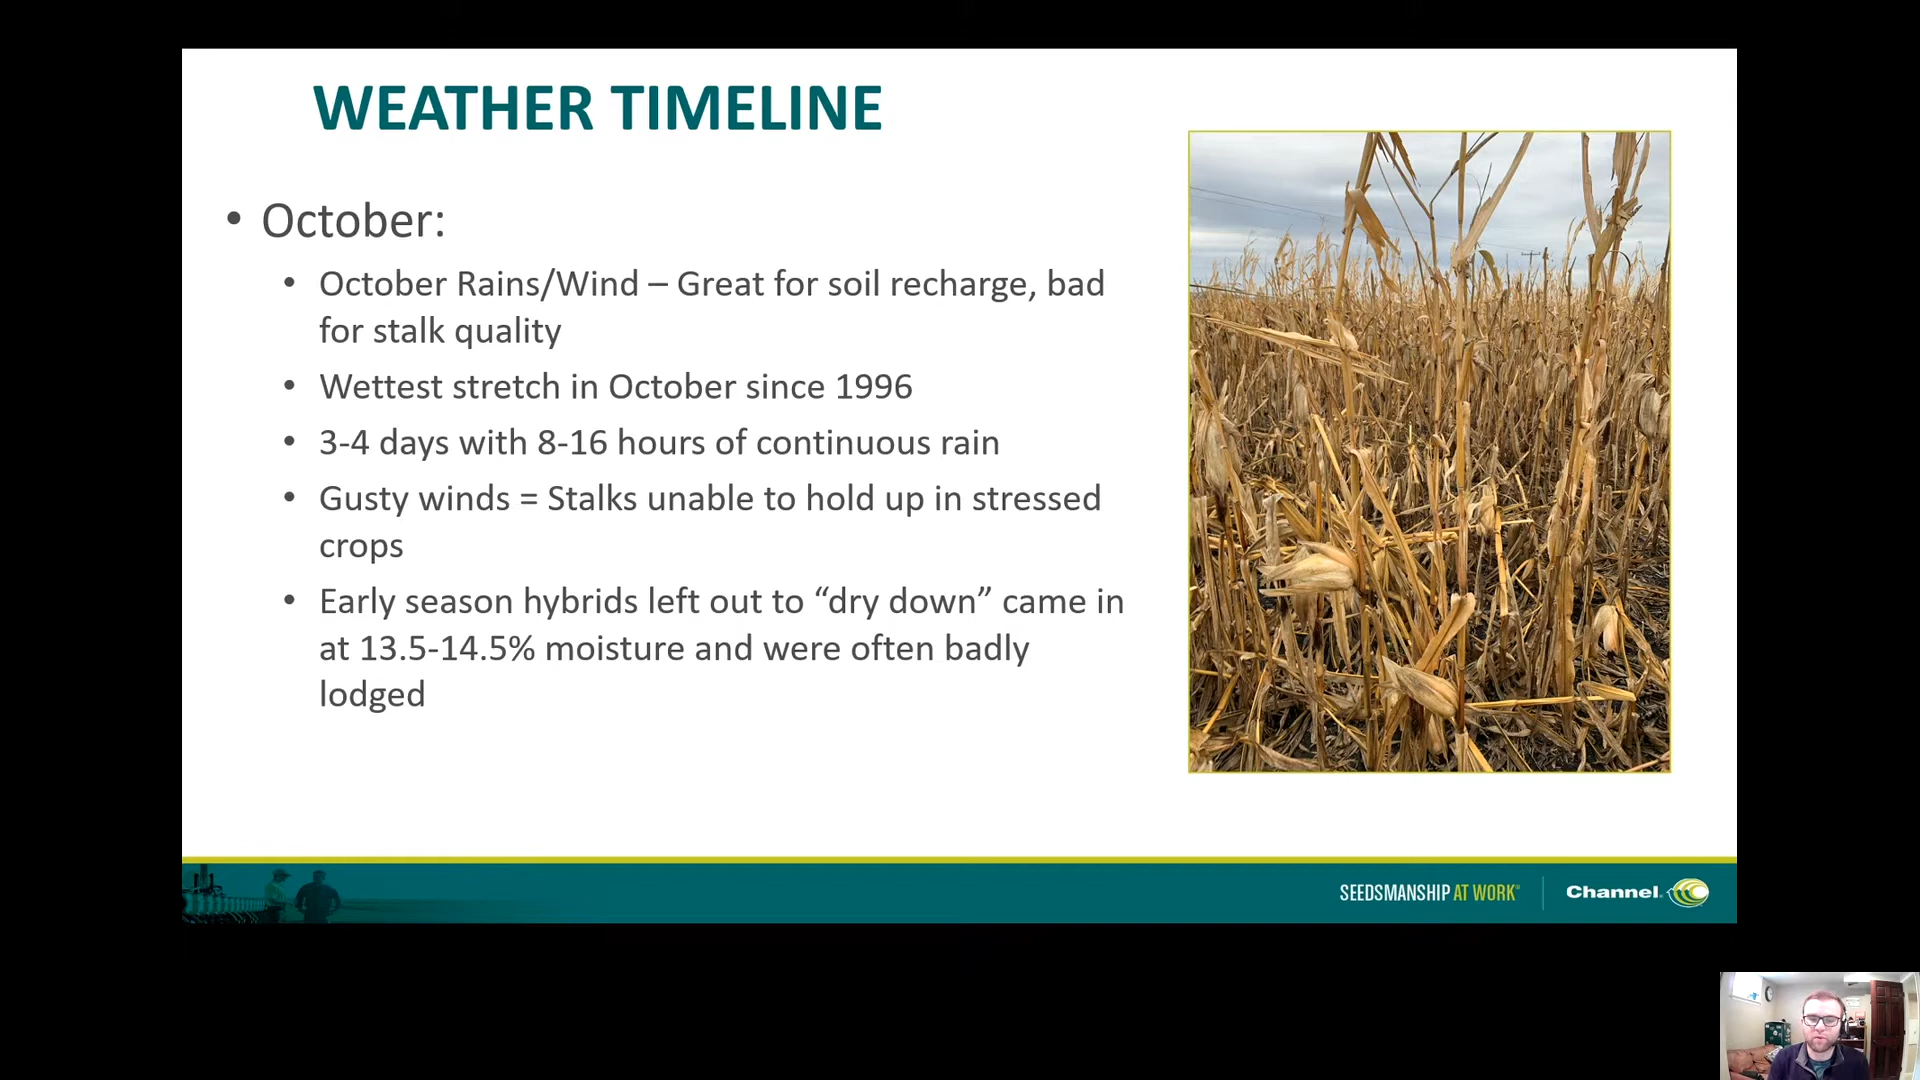 WEATHER TIMELINE
• October:
• October Rains/Wind – Great for soil recharge, bad
for stalk quality
• Wettest stretch in October since 1996
• 3-4 days with 8-16 hours of continuous rain
• Gusty winds = Stalks unable to hold up in stressed
crops
• Early season hybrids left out to “dry down” came in
at 13.5-14.5% moisture and were often badly
lodged
SEEDSMANSHIP AT WORK®
Channel.